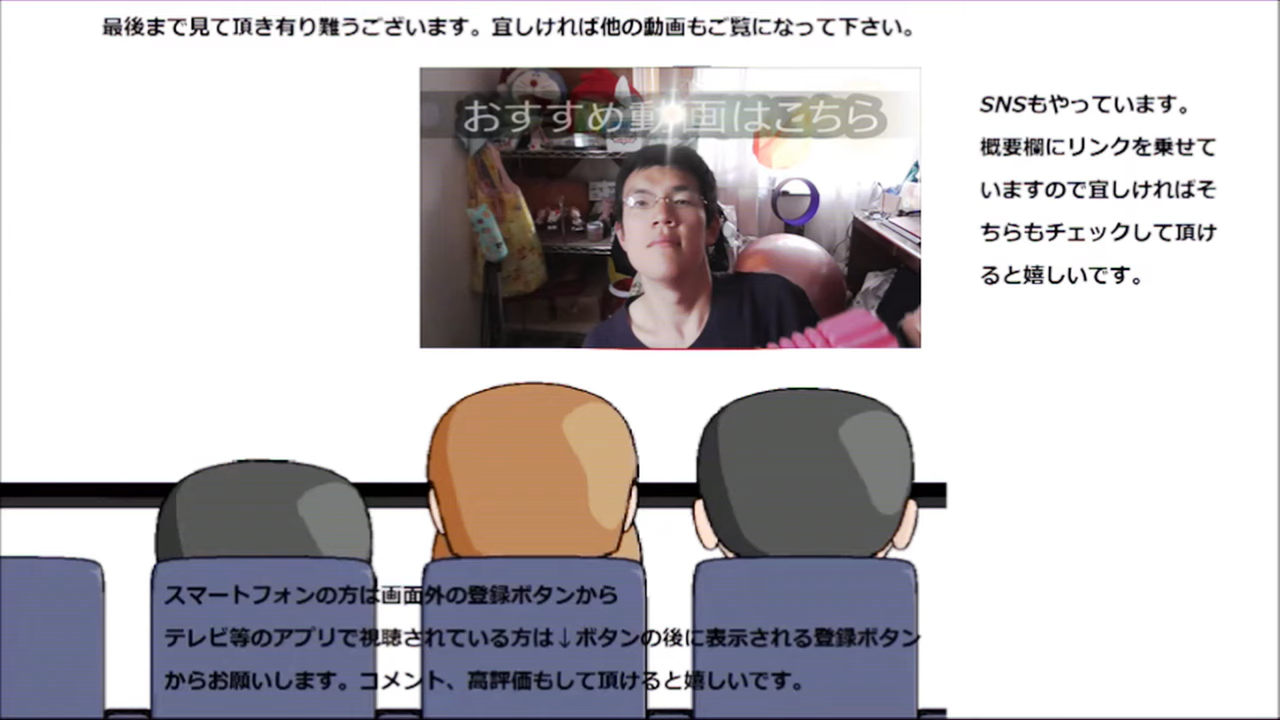 最後まで見て頂き有り難うございます。宜しければ他の動画もご覧になって下さい。
おすすめ動画はこちら
SNSもやっています。
概要欄にリンクを乗せて
いますので宜しければそ
ちらもチェックして頂け
ると嬉しいです。
スマートフォンの方は画面外の登録ボタンから
テレビ等のアプリで視聴されている方は↓ボタンの後に表示される登録ボタン
からお願いします。コメント、高評価もして頂けると嬉しいです。